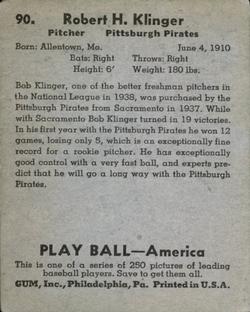 90. Robert H. Klinger
Pitcher Pittsburgh Pirates
Born: Allentown, Mo. June 4, 1910
Bats: Right Throws: Right
Height: 6' Weight: 180 lbs.
Bob Klinger, one of the better freshman pitchers in
the National League in 1938, was purchased by the
Pittsburgh Pirates from Sacramento in 1937. While
with Sacramento Bob Klinger turned in 19 victories.
In his first year with the Pittsburgh Pirates he won 12
games, losing only 5, which is an exceptionally fine
record for a rookie pitcher. He has exceptionally
good control with a very fast ball, and experts pre-
dict that he will go a long way with the Pittsburgh
Pirates.
PLAY BALL—America
This is one of a series of 250 pictures of leading
baseball players. Save to get them all.
GUM, Inc., Philadelphia, Pa. Printed in U.S.A.